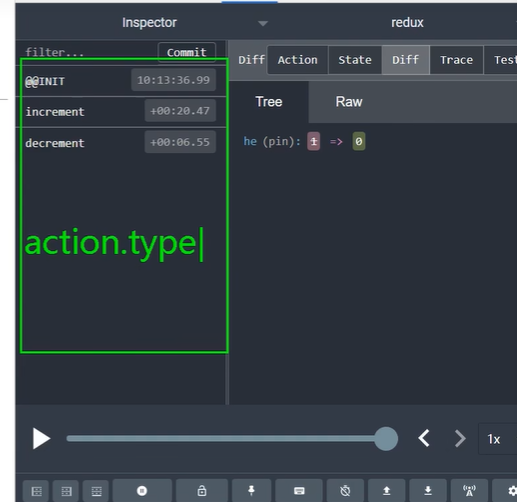 Inspector redux
filter... Commit
Diff Action State Diff Trace Test
@@INIT 10:13:36.99
Tree Raw
increment +00:20.47
decrement +00:06.55
he (pin): 1 => 0
action.type
1x